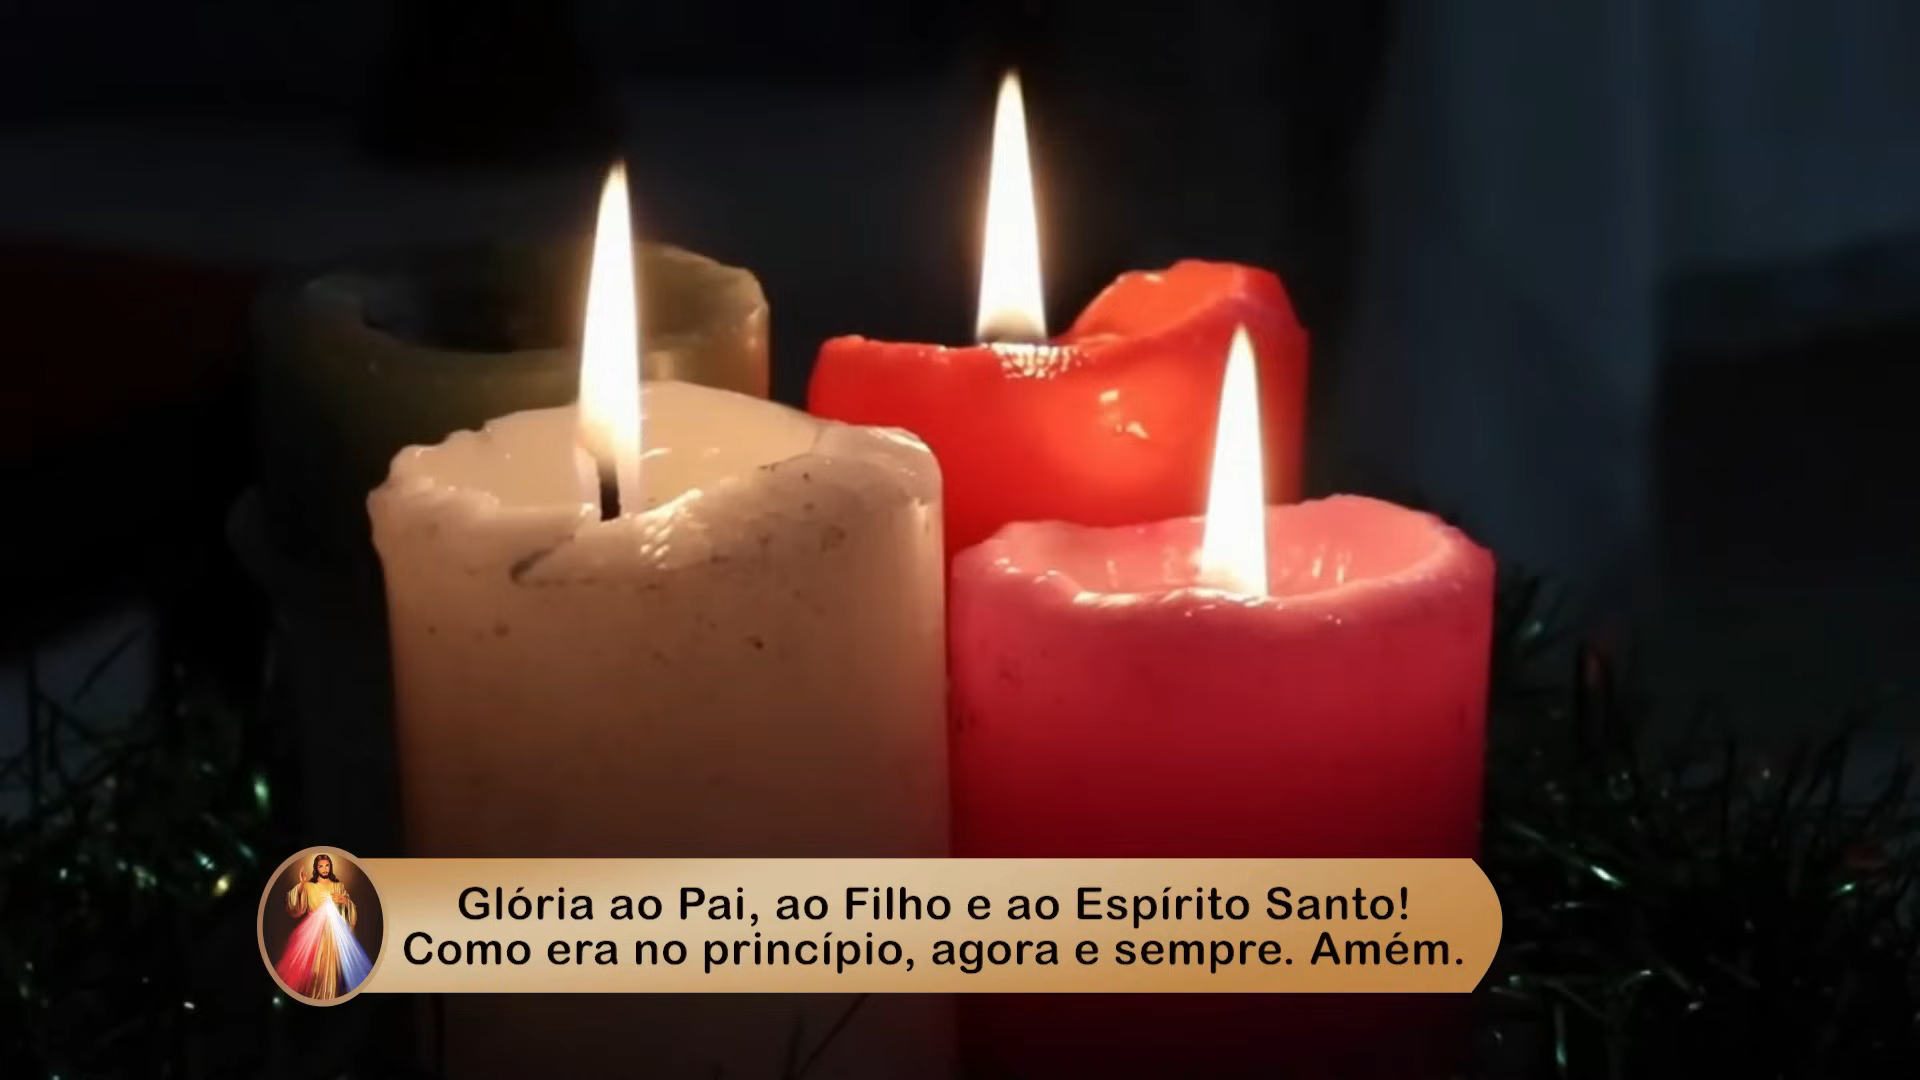 Glória ao Pai, ao Filho e ao Espírito Santo!
Como era no princípio, agora e sempre. Amém.